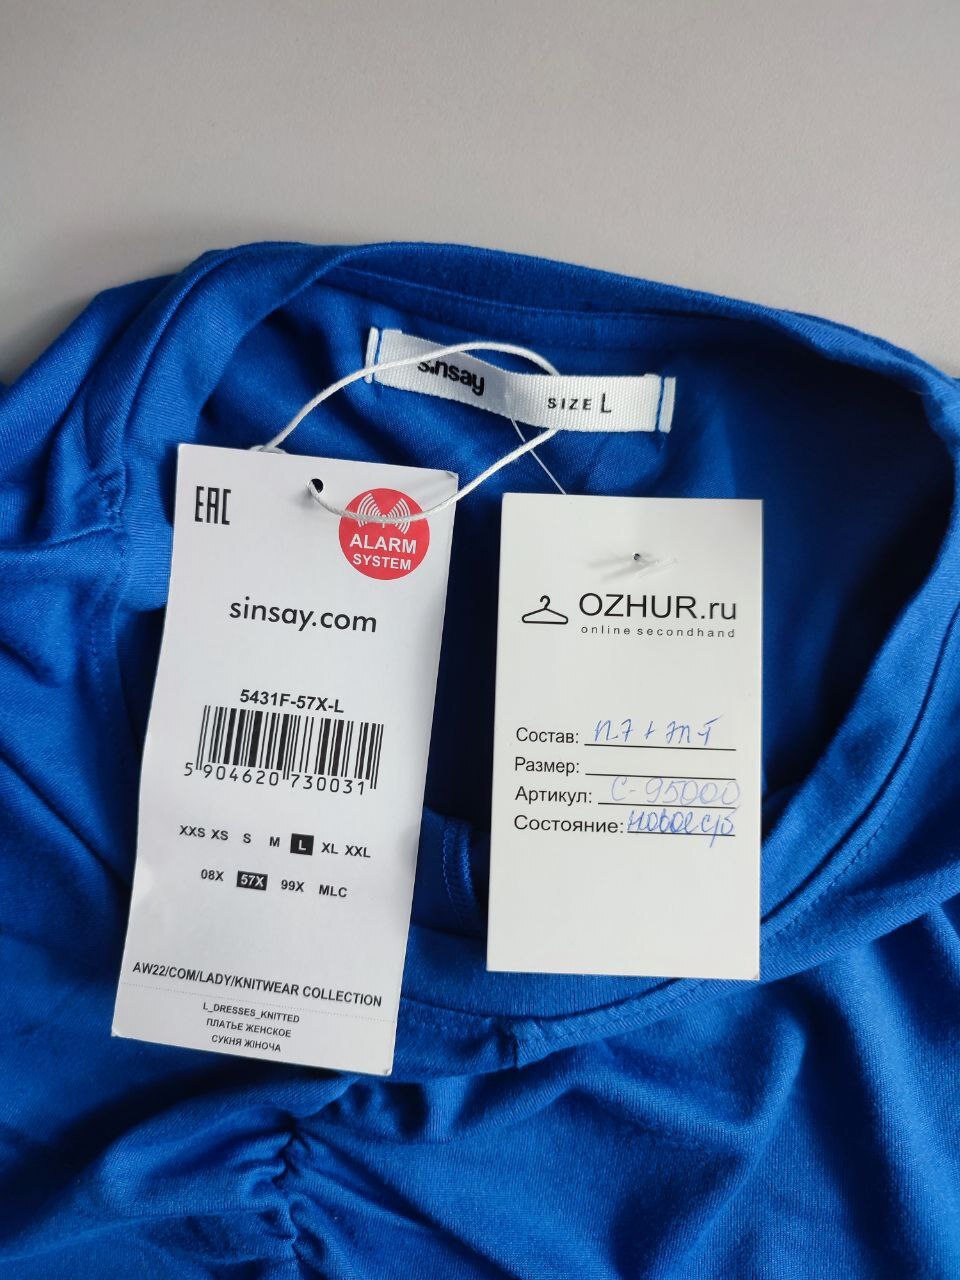 sinsay
SIZE L
EAC
ALARM
SYSTEM
sinsay.com
5431F-57X-L
5 904620 730031
XXS XS S M L XL XXL
08X 57X 99X MLC
AW22/COM/LADY/KNITWEAR COLLECTION
L_DRESSES_KNITTED
ПЛАТЬЕ ЖЕНСКОЕ
СУКНЯ ЖІНОЧА
OZHUR.ru
online secondhand
Состав:
Размер:
Артикул: С-95000
Состояние: новое с/б